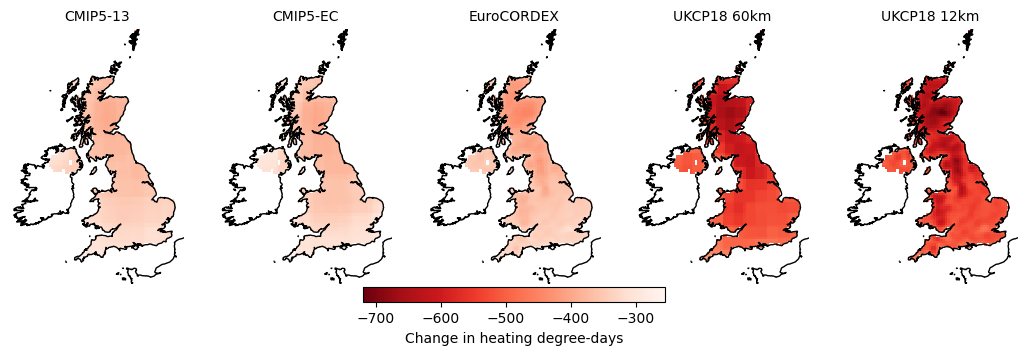 CMIP5-13 CMIP5-EC EuroCORDEX UKCP18 60km UKCP18 12km
−700 −600 −500 −400 −300
Change in heating degree-days